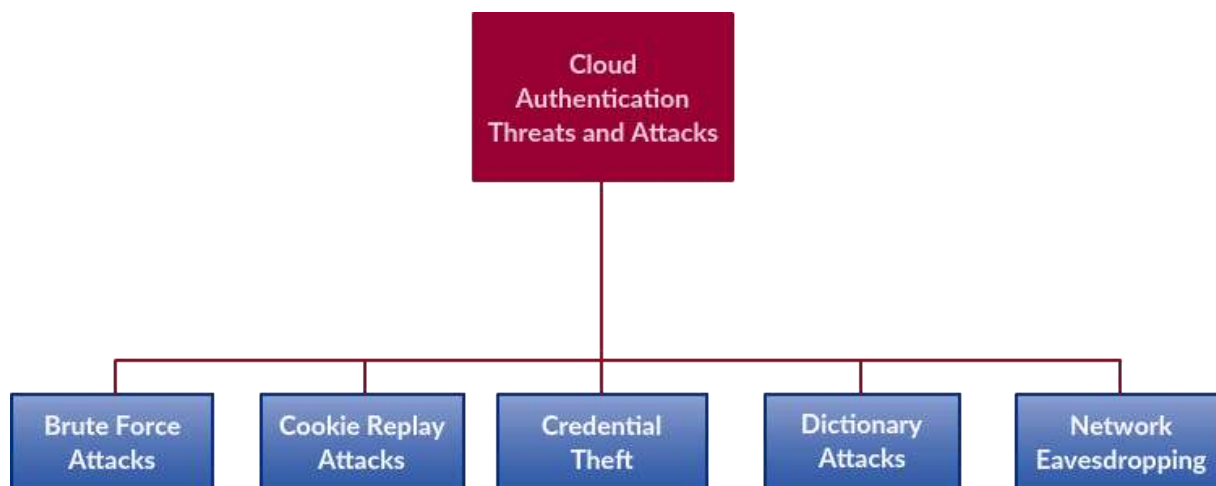 Cloud
Authentication
Threats and Attacks
Brute Force
Attacks
Cookie Replay
Attacks
Credential
Theft
Dictionary
Attacks
Network
Eavesdropping